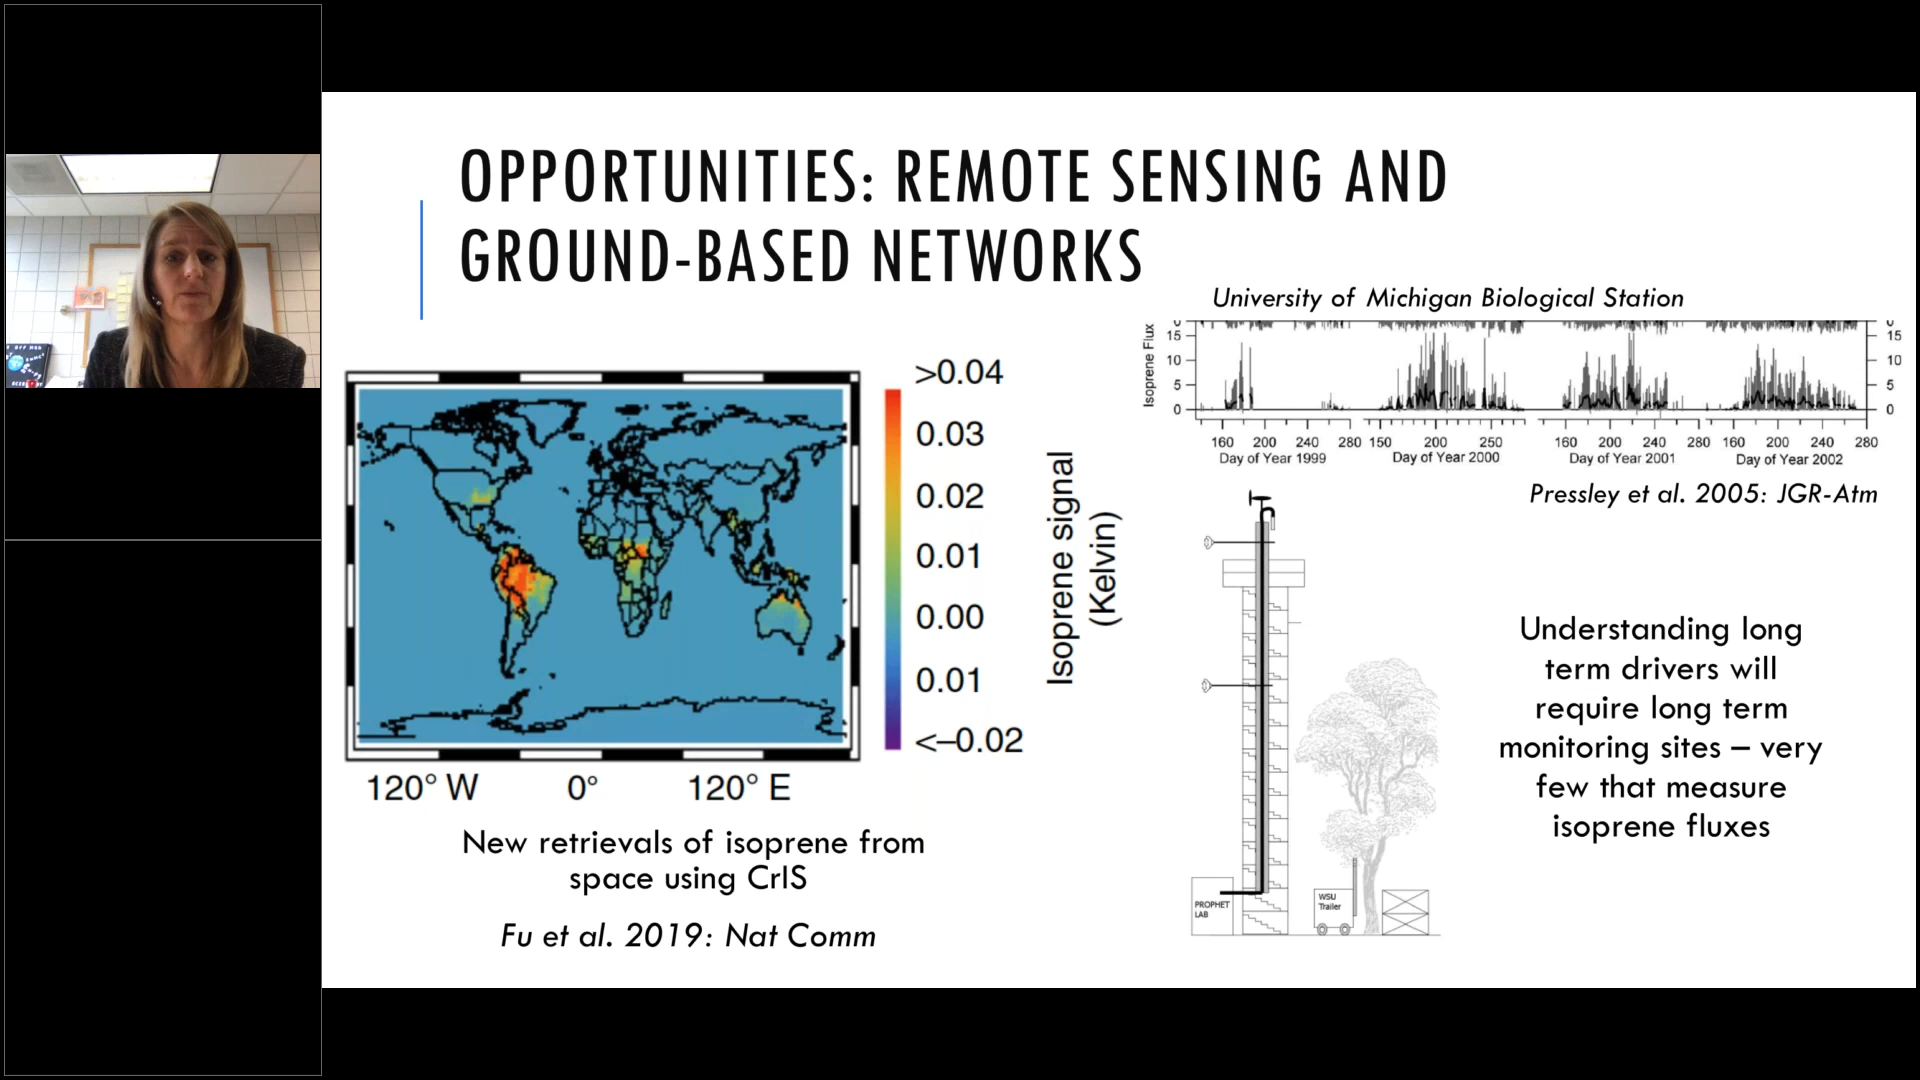 OPPORTUNITIES: REMOTE SENSING AND
GROUND-BASED NETWORKS
>0.04
0.03
0.02
0.01
0.00
0.01
<–0.02
Isoprene signal
(Kelvin)
120° W 0° 120° E
New retrievals of isoprene from
space using CrIS
Fu et al. 2019: Nat Comm
University of Michigan Biological Station
Isoprene Flux
15 15
10 10
5 5
0 0
160 200 240 280 150 200 250 160 200 240 280 160 200 240 280
Day of Year 1999 Day of Year 2000 Day of Year 2001 Day of Year 2002
Pressley et al. 2005: JGR-Atm
PROPHET
LAB
WSU
Trailer
Understanding long
term drivers will
require long term
monitoring sites – very
few that measure
isoprene fluxes